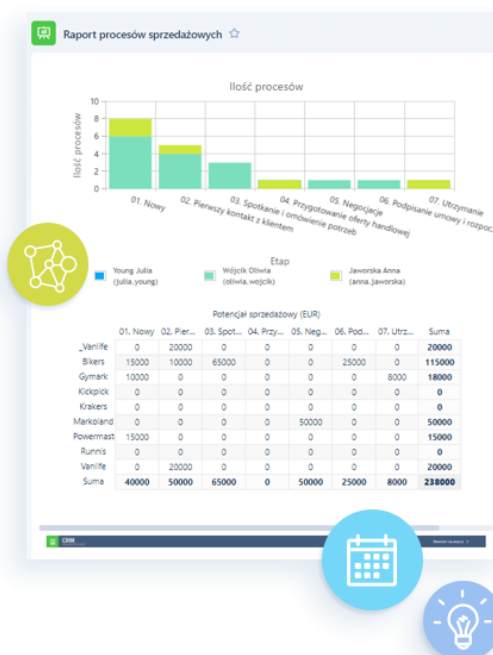 Raport procesów sprzedażowych
Ilość procesów
Ilość procesów
10
8
6
4
2
0
01. Nowy
02. Pierwszy kontakt z klientem
03. Spotkanie i omówienie potrzeb
04. Przygotowanie oferty handlowej
05. Negocjacje
06. Podpisanie umowy i rozpoc
07. Utrzymanie
Etap
Young Julia
(julia.young)
Wójcik Oliwia
(oliwia.wojcik)
Jaworska Anna
(anna.jaworska)
Potencjał sprzedażowy (EUR)
01. Nowy 02. Pier... 03. Spot... 04. Przy... 05. Neg... 06. Pod... 07. Utrz... Suma
_Vanlife 0 20000 0 0 0 0 0 20000
Bikers 15000 10000 65000 0 0 25000 0 115000
Gymark 10000 0 0 0 0 0 8000 18000
Kickpick 0 0 0 0 0 0 0 0
Krakers 0 0 0 0 0 0 0 0
Markoland 0 0 0 0 50000 0 0 50000
Powermast 15000 0 0 0 0 0 0 15000
Runnis 0 0 0 0 0 0 0 0
Vanlife 0 20000 0 0 0 0 0 20000
Suma 40000 50000 65000 0 50000 25000 8000 238000
CRM